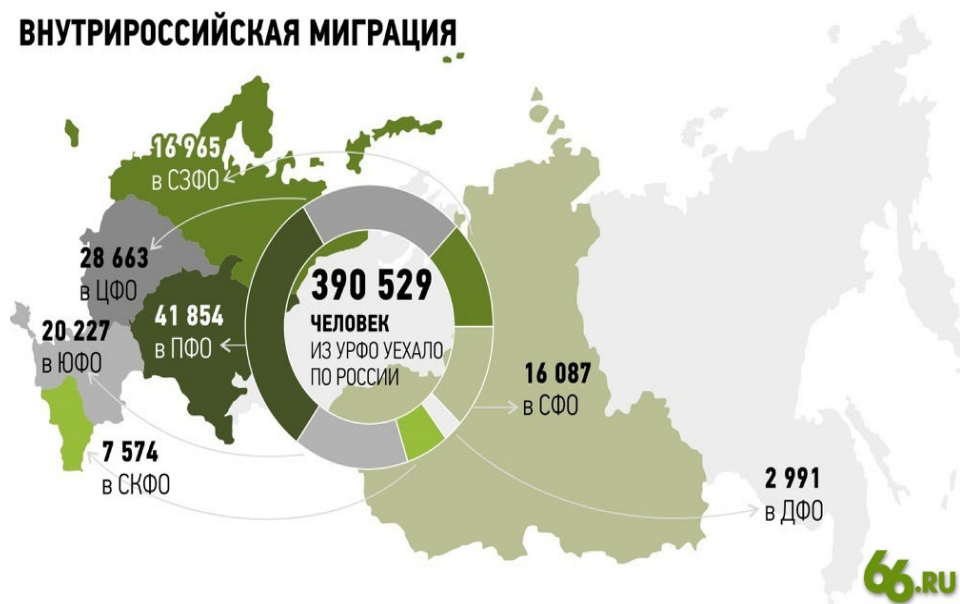 ВНУТРИРОССИЙСКАЯ МИГРАЦИЯ
16 965
в СЗФО
28 663
в ЦФО
20 227
в ЮФО
41 854
в ПФО
390 529
ЧЕЛОВЕК
ИЗ УРФО УЕХАЛО
ПО РОССИИ
16 087
в СФО
7 574
в СКФО
2 991
в ДФО
66.RU